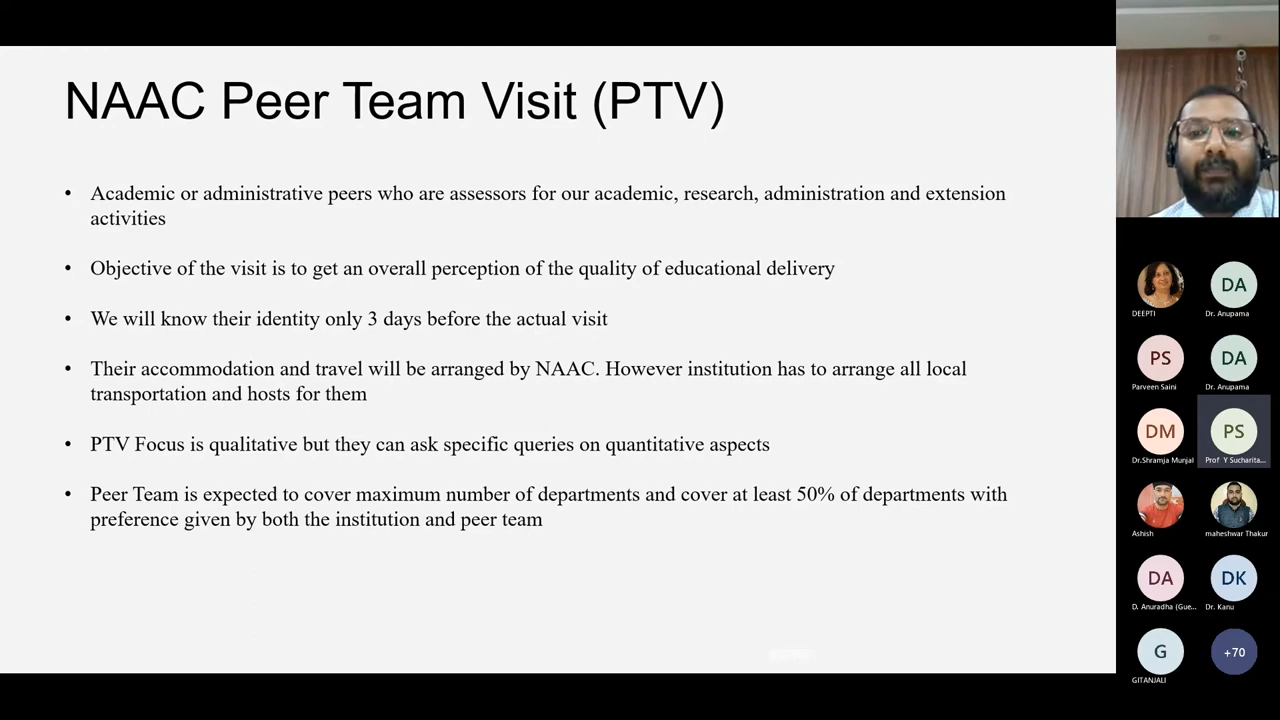 NAAC Peer Team Visit (PTV)
• Academic or administrative peers who are assessors for our academic, research, administration and extension
activities
• Objective of the visit is to get an overall perception of the quality of educational delivery
• We will know their identity only 3 days before the actual visit
• Their accommodation and travel will be arranged by NAAC. However institution has to arrange all local
transportation and hosts for them
• PTV Focus is qualitative but they can ask specific queries on quantitative aspects
• Peer Team is expected to cover maximum number of departments and cover at least 50% of departments with
preference given by both the institution and peer team
DA
DEEPTI
Dr. Anupama
PS
DA
Parveen Saini
Dr. Anupama
DM
PS
Dr.Shramja Munjal
Prof Y Sucharita...
Ashish
maheshwar Thakur
DA
DK
D. Anuradha (Gue...
Dr. Kanu
G
+70
GITANJALI